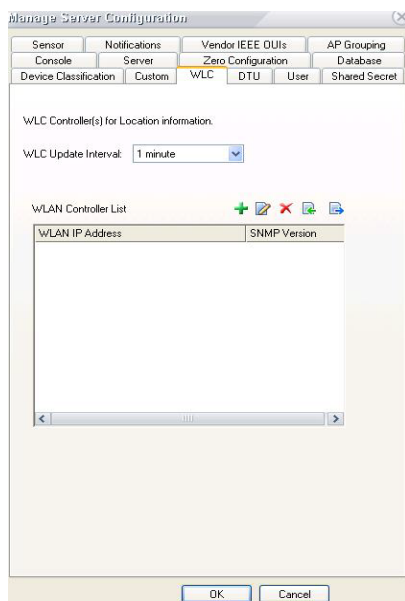 Manage Server Configuration
Sensor Notifications Vendor IEEE OUIs AP Grouping
Console Server Zero Configuration Database
Device Classification Custom WLC DTU User Shared Secret
WLC Controller(s) for Location information.
WLC Update Interval: 1 minute
WLAN Controller List
WLAN IP Address SNMP Version
OK Cancel